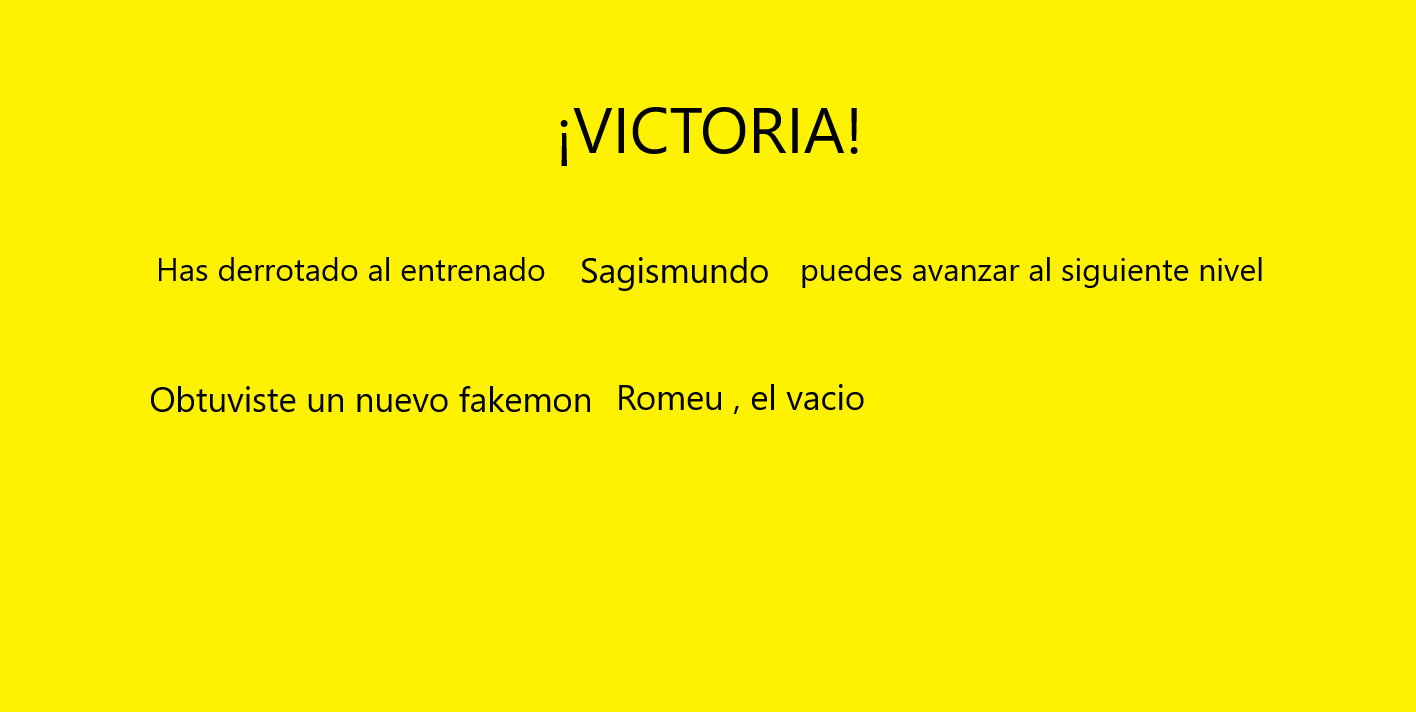 ¡VICTORIA!
Has derrotado al entrenado Sagismundo puedes avanzar al siguiente nivel
Obtuviste un nuevo fakemon Romeu , el vacio